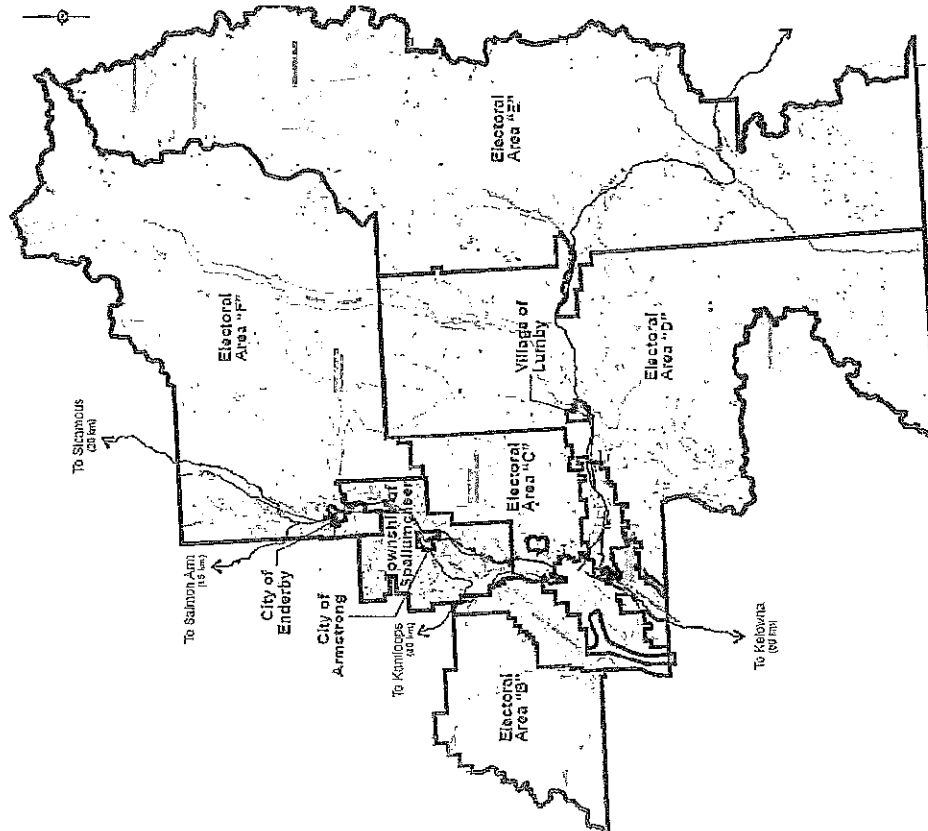 To Sicamous
(20 km)
To Salmon Arm
(15 km)
City of
Enderby
City of
Armstrong
To Kamloops
Township of
Spallumcheen
Electoral
Area "F"
Electoral
Area "E"
Village of
Lumby
Electoral
Area "D"
Electoral
Area "C"
Electoral
Area "B"
To Kelowna